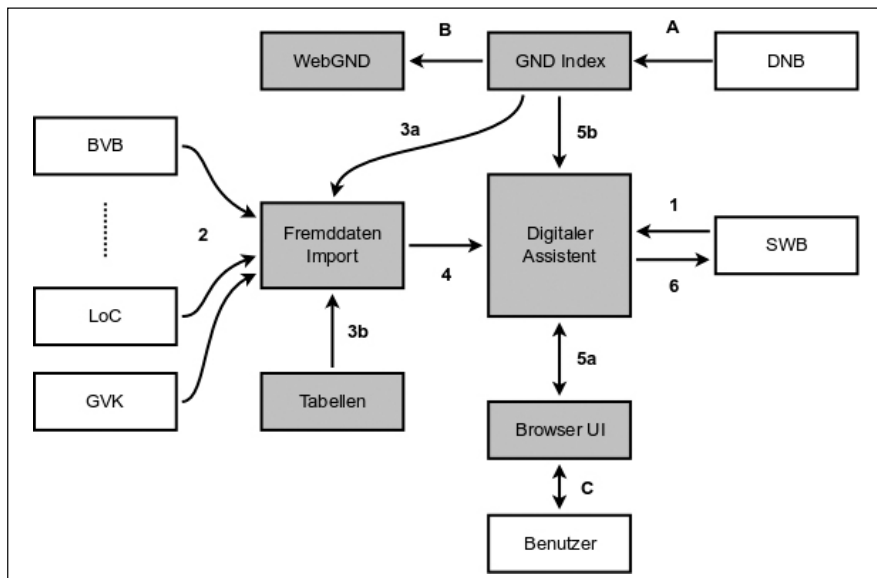 B
A
WebGND
GND Index
DNB
3a
5b
BVB
2
Fremddaten
Import
4
Digitaler
Assistent
1
SWB
6
LoC
3b
5a
GVK
Tabellen
Browser UI
C
Benutzer